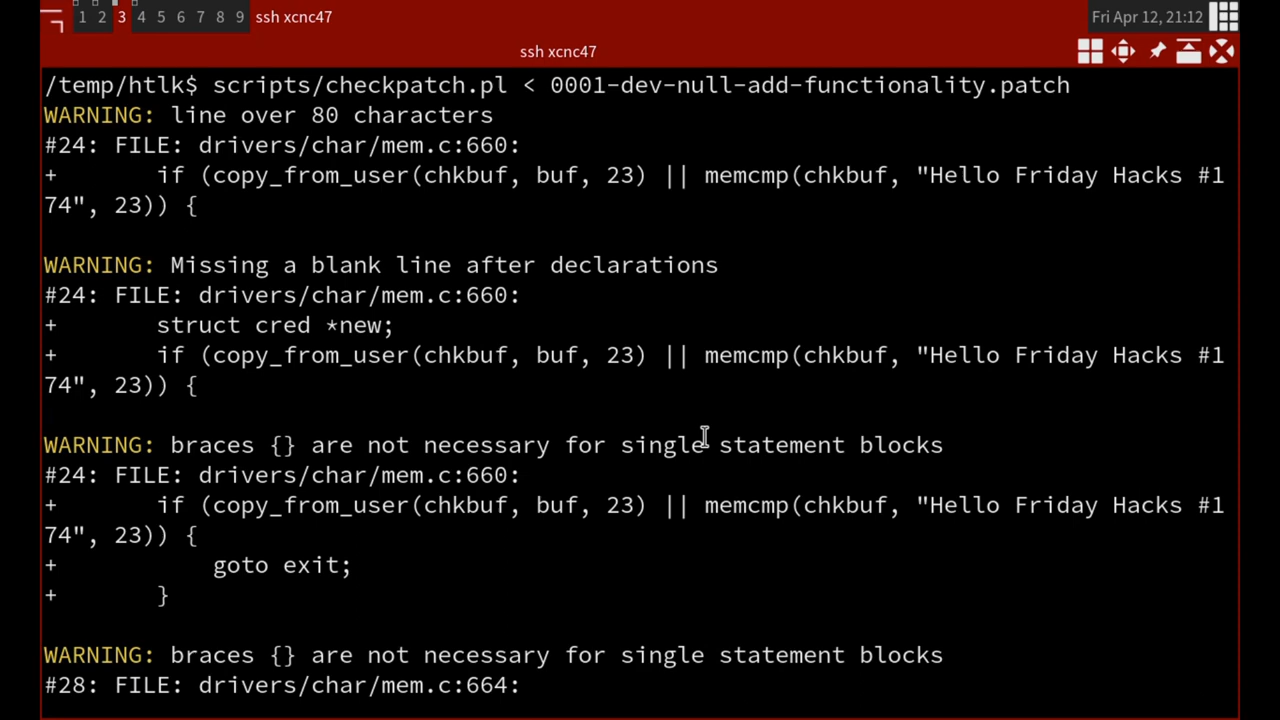 1 2 3 4 5 6 7 8 9 ssh xcnc47 Fri Apr 12, 21:12
ssh xcnc47
/temp/htlk$ scripts/checkpatch.pl < 0001-dev-null-add-functionality.patch
WARNING: line over 80 characters
#24: FILE: drivers/char/mem.c:660:
+       if (copy_from_user(chkbuf, buf, 23) || memcmp(chkbuf, "Hello Friday Hacks #1
74", 23)) {
WARNING: Missing a blank line after declarations
#24: FILE: drivers/char/mem.c:660:
+       struct cred *new;
+       if (copy_from_user(chkbuf, buf, 23) || memcmp(chkbuf, "Hello Friday Hacks #1
74", 23)) {
WARNING: braces {} are not necessary for single statement blocks
#24: FILE: drivers/char/mem.c:660:
+       if (copy_from_user(chkbuf, buf, 23) || memcmp(chkbuf, "Hello Friday Hacks #1
74", 23)) {
+           goto exit;
+       }
WARNING: braces {} are not necessary for single statement blocks
#28: FILE: drivers/char/mem.c:664: